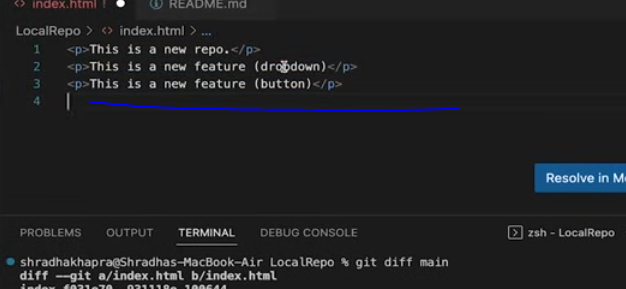 index.html ! README.md
LocalRepo > index.html > ...
1 <p>This is a new repo.</p>
2 <p>This is a new feature (dropdown)</p>
3 <p>This is a new feature (button)</p>
4
Resolve in
PROBLEMS OUTPUT TERMINAL DEBUG CONSOLE zsh - LocalRepo
shradhakhapra@Shradhas-MacBook-Air LocalRepo % git diff main
diff --git a/index.html b/index.html